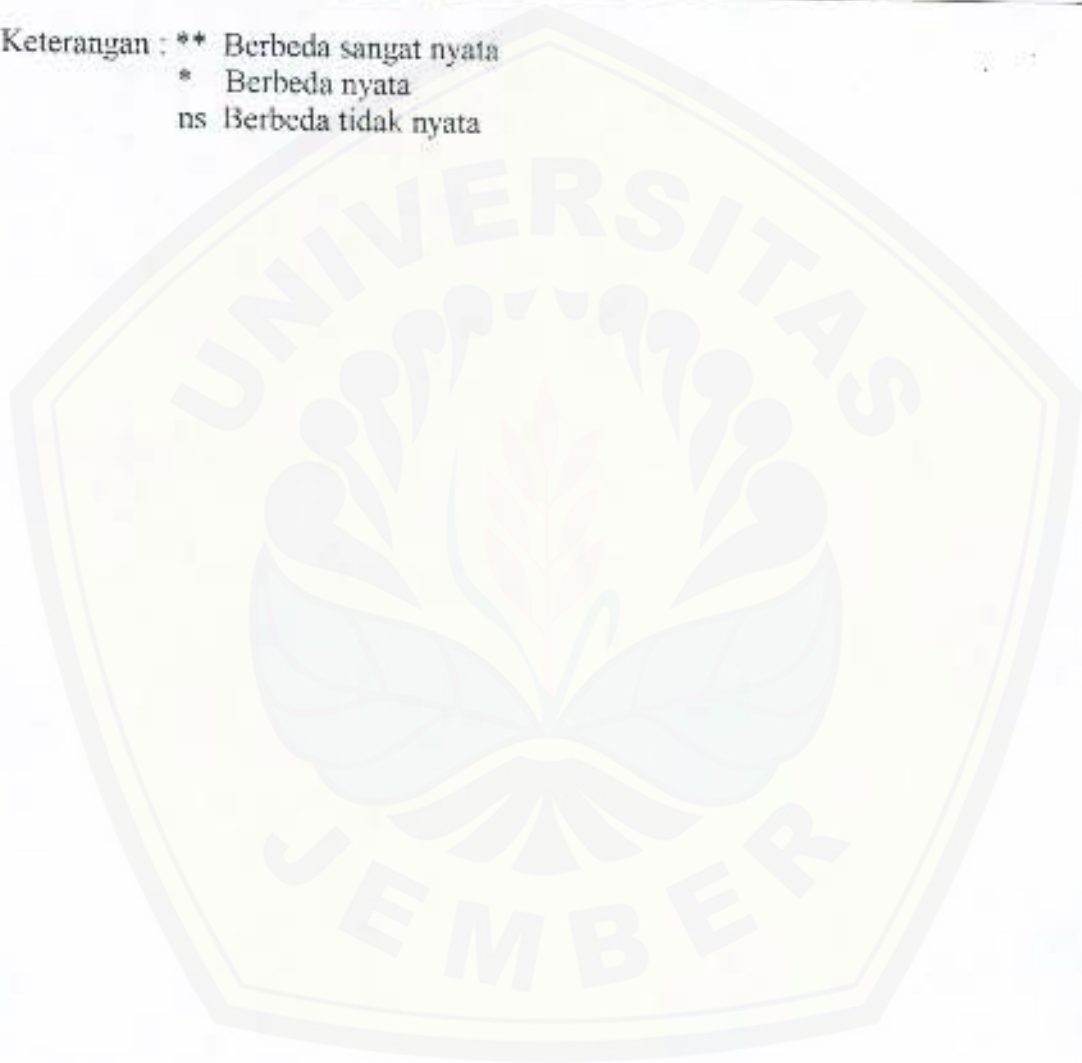 Keterangan : ** Berbeda sangat nyata
* Berbeda nyata
ns Berbeda tidak nyata
UNIVERSITAS
JEMBER